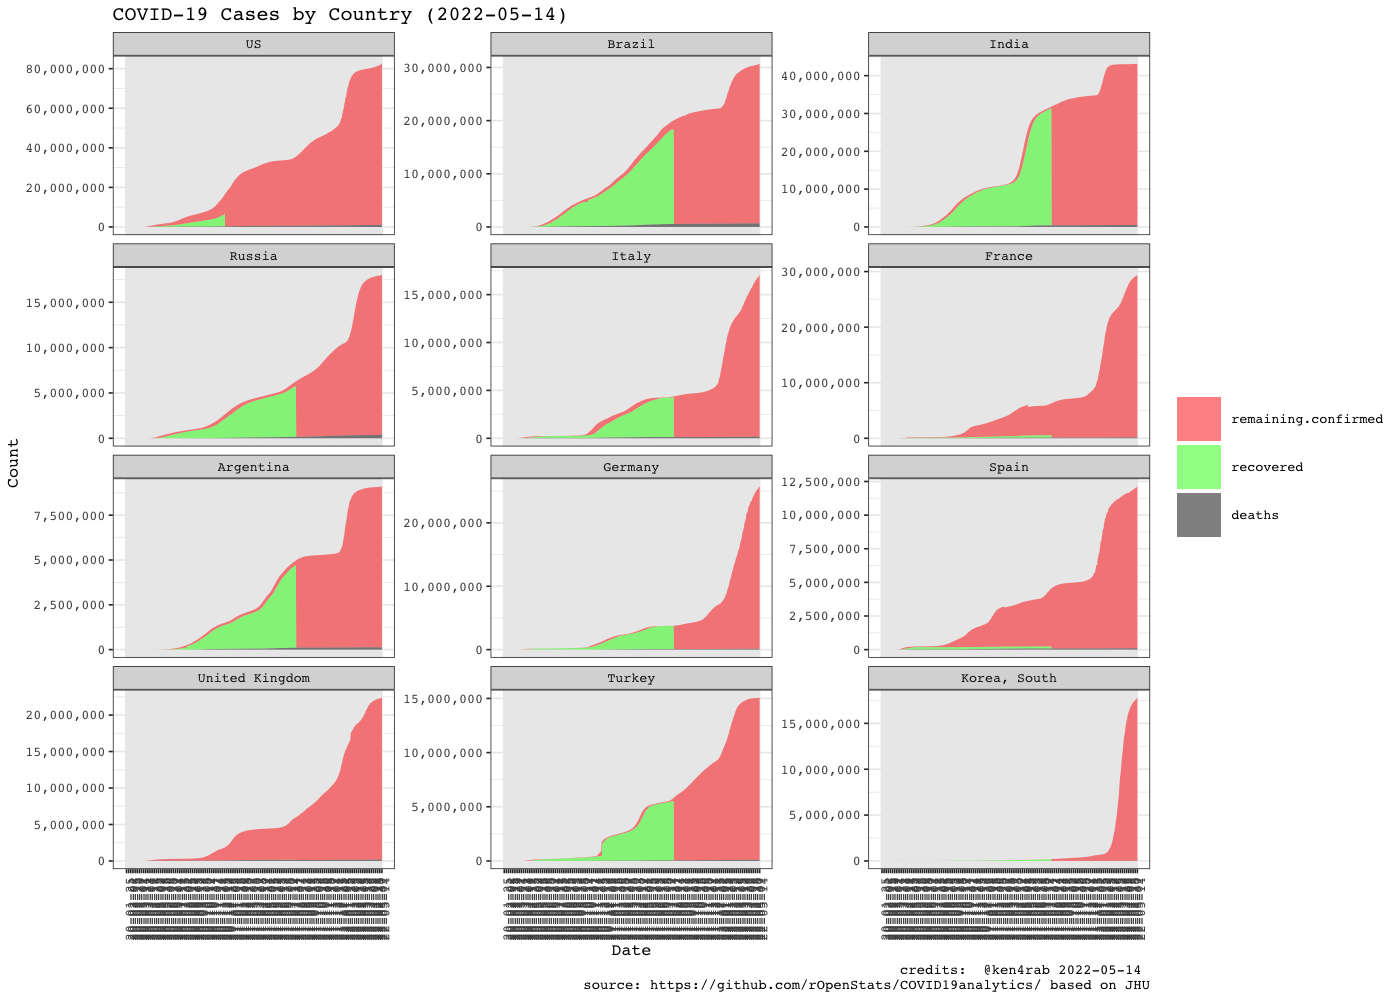 COVID-19 Cases by Country (2022-05-14)
US
80,000,000
60,000,000
40,000,000
20,000,000
0
Brazil
30,000,000
20,000,000
10,000,000
0
India
40,000,000
30,000,000
20,000,000
10,000,000
0
Russia
15,000,000
10,000,000
5,000,000
0
Italy
15,000,000
10,000,000
5,000,000
0
France
30,000,000
20,000,000
10,000,000
0
Argentina
7,500,000
5,000,000
2,500,000
0
Germany
20,000,000
10,000,000
0
Spain
12,500,000
10,000,000
7,500,000
5,000,000
2,500,000
0
United Kingdom
20,000,000
15,000,000
10,000,000
5,000,000
0
Turkey
15,000,000
10,000,000
5,000,000
0
Korea, South
15,000,000
10,000,000
5,000,000
0
Count
Date
remaining.confirmed
recovered
deaths
credits:  @ken4rab 2022-05-14
source: https://github.com/rOpenStats/COVID19analytics/ based on JHU